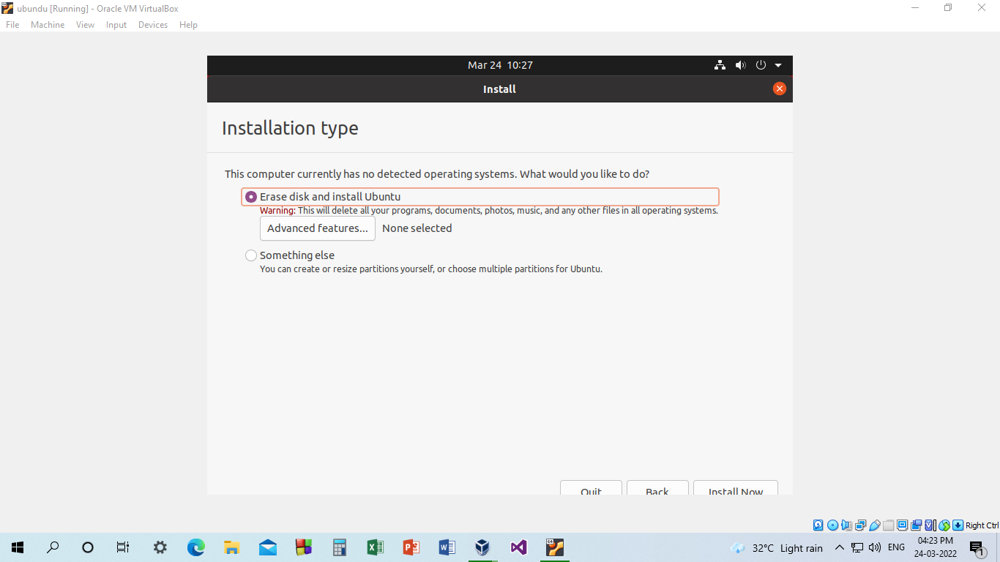 ubundu [Running] - Oracle VM VirtualBox
File Machine View Input Devices Help
Mar 24 10:27
Install
Installation type
This computer currently has no detected operating systems. What would you like to do?
Erase disk and install Ubuntu
Warning: This will delete all your programs, documents, photos, music, and any other files in all operating systems.
Advanced features... None selected
Something else
You can create or resize partitions yourself, or choose multiple partitions for Ubuntu.
Quit Back Install Now
Right Ctrl
32°C Light rain ENG 04:23 PM
24-03-2022
1